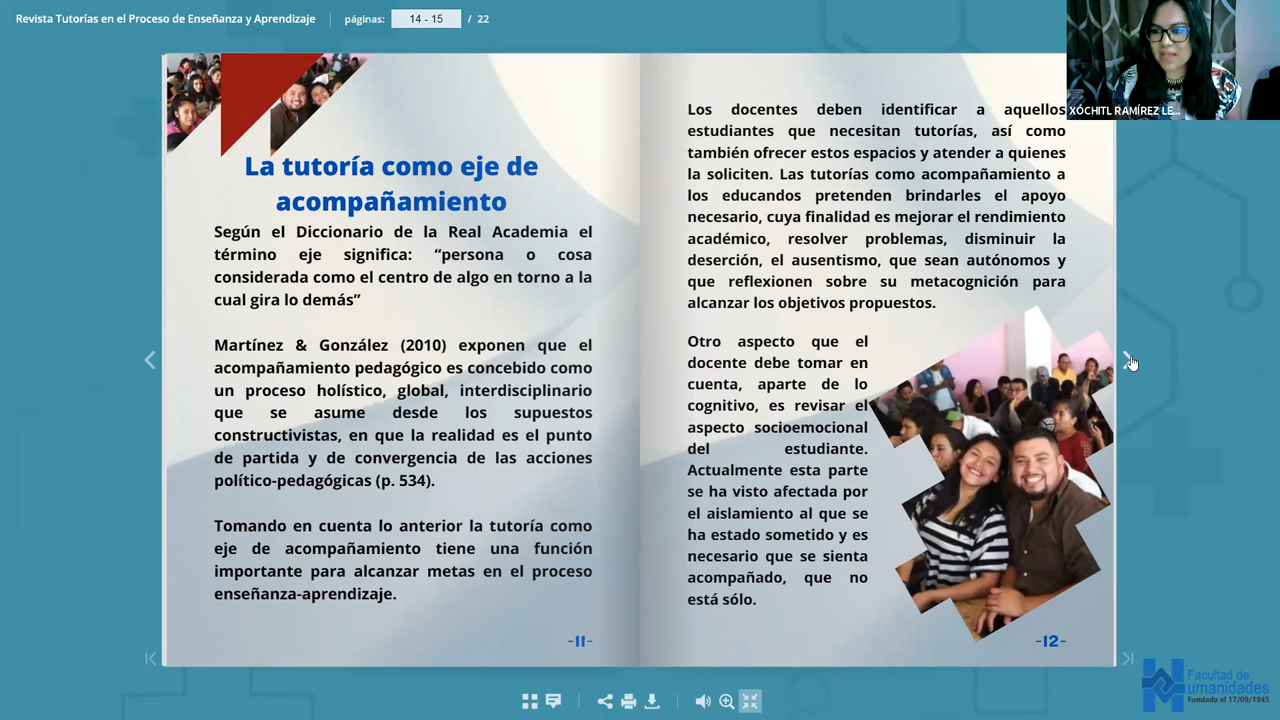 Revista Tutorías en el Proceso de Enseñanza y Aprendizaje
páginas: 14 - 15 / 22
XÓCHITL RAMÍREZ LE...
La tutoría como eje de
acompañamiento
Según el Diccionario de la Real Academia el
término eje significa: “persona o cosa
considerada como el centro de algo en torno a la
cual gira lo demás”
Martínez & González (2010) exponen que el
acompañamiento pedagógico es concebido como
un proceso holístico, global, interdisciplinario
que se asume desde los supuestos
constructivistas, en que la realidad es el punto
de partida y de convergencia de las acciones
político-pedagógicas (p. 534).
Tomando en cuenta lo anterior la tutoría como
eje de acompañamiento tiene una función
importante para alcanzar metas en el proceso
enseñanza-aprendizaje.
-11-
Los docentes deben identificar a aquellos
estudiantes que necesitan tutorías, así como
también ofrecer estos espacios y atender a quienes
la soliciten. Las tutorías como acompañamiento a
los educandos pretenden brindarles el apoyo
necesario, cuya finalidad es mejorar el rendimiento
académico, resolver problemas, disminuir la
deserción, el ausentismo, que sean autónomos y
que reflexionen sobre su metacognición para
alcanzar los objetivos propuestos.
Otro aspecto que el
docente debe tomar en
cuenta, aparte de lo
cognitivo, es revisar el
aspecto socioemocional
del estudiante.
Actualmente esta parte
se ha visto afectada por
el aislamiento al que se
ha estado sometido y es
necesario que se sienta
acompañado, que no
está sólo.
-12-
Facultad de
Humanidades
Fundada el 17/09/1945